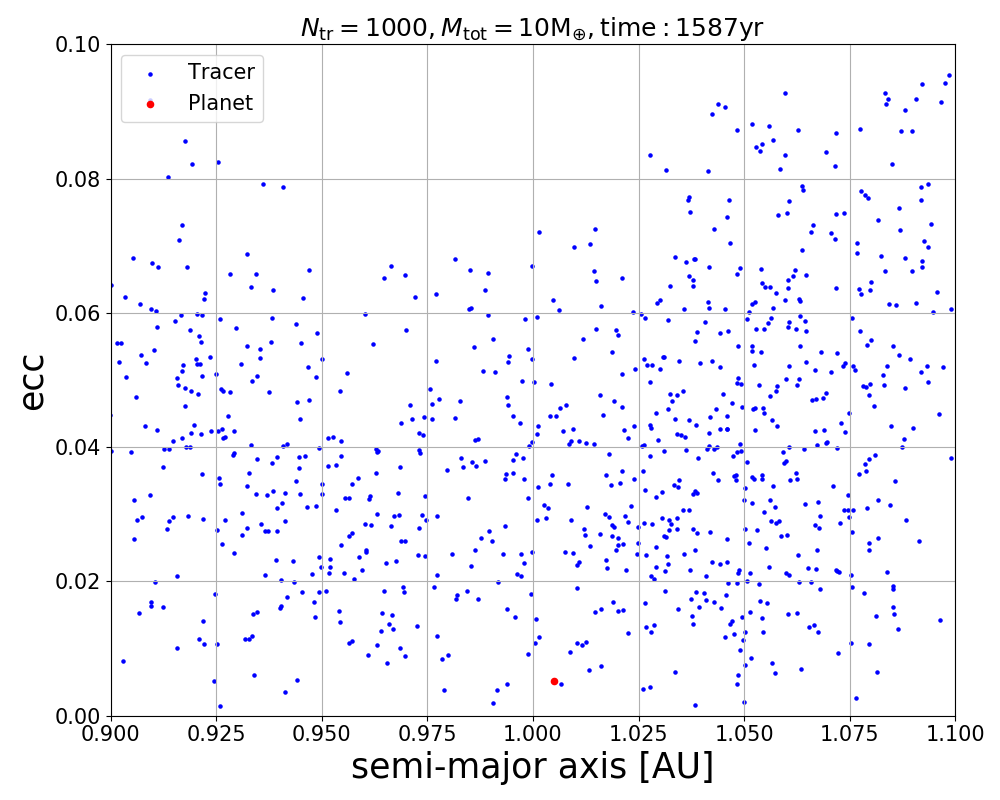 N_tr = 1000, M_tot = 10M_⊕, time : 1587yr
Tracer
Planet
ecc
0.10
0.08
0.06
0.04
0.02
0.00
0.900 0.925 0.950 0.975 1.000 1.025 1.050 1.075 1.100
semi-major axis [AU]